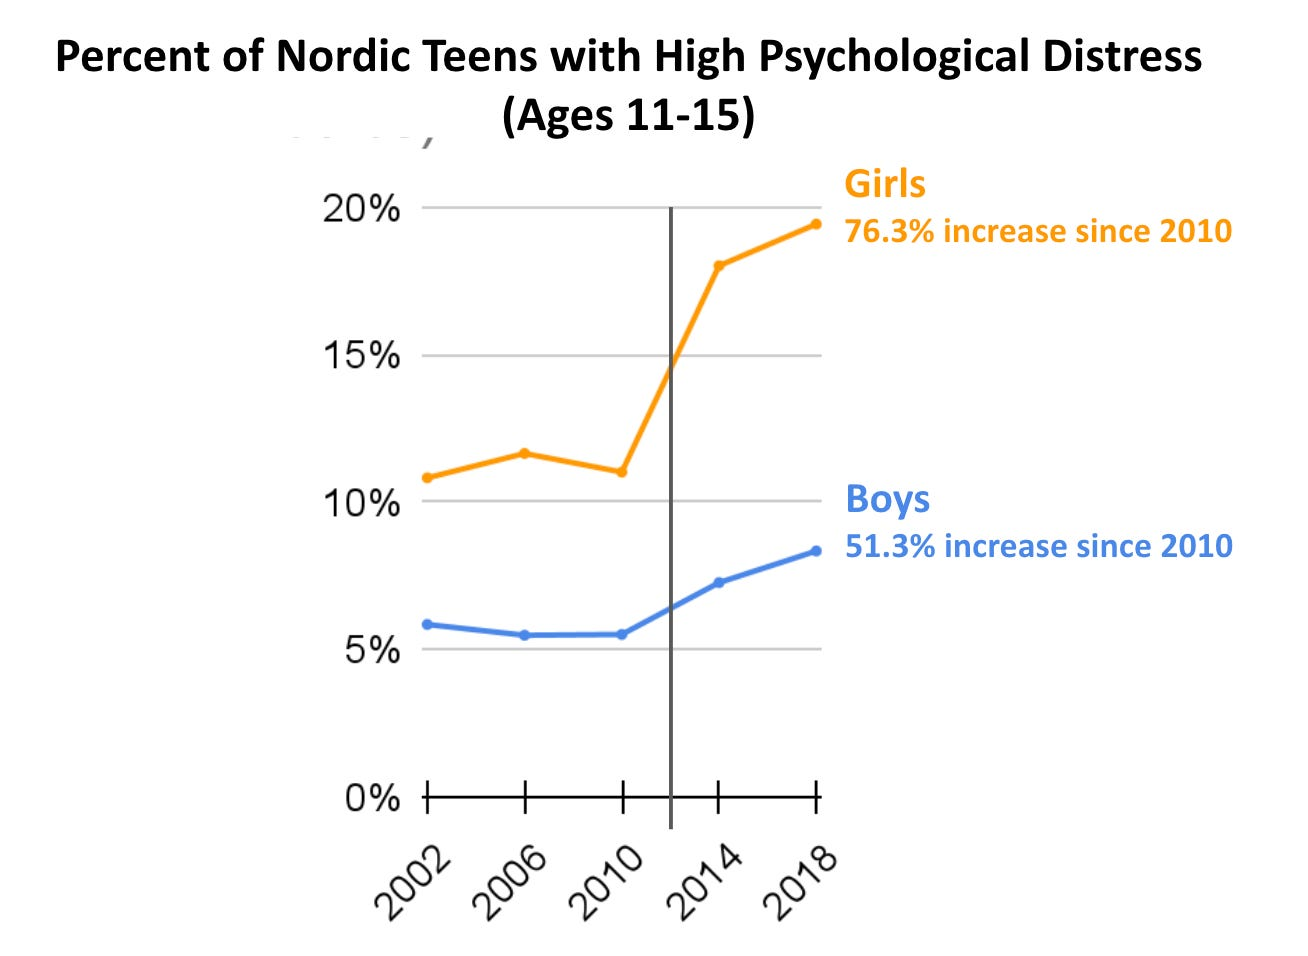 Percent of Nordic Teens with High Psychological Distress
(Ages 11-15)
Girls
76.3% increase since 2010
20%
15%
10%
Boys
51.3% increase since 2010
5%
0%
2002
2006
2010
2014
2018